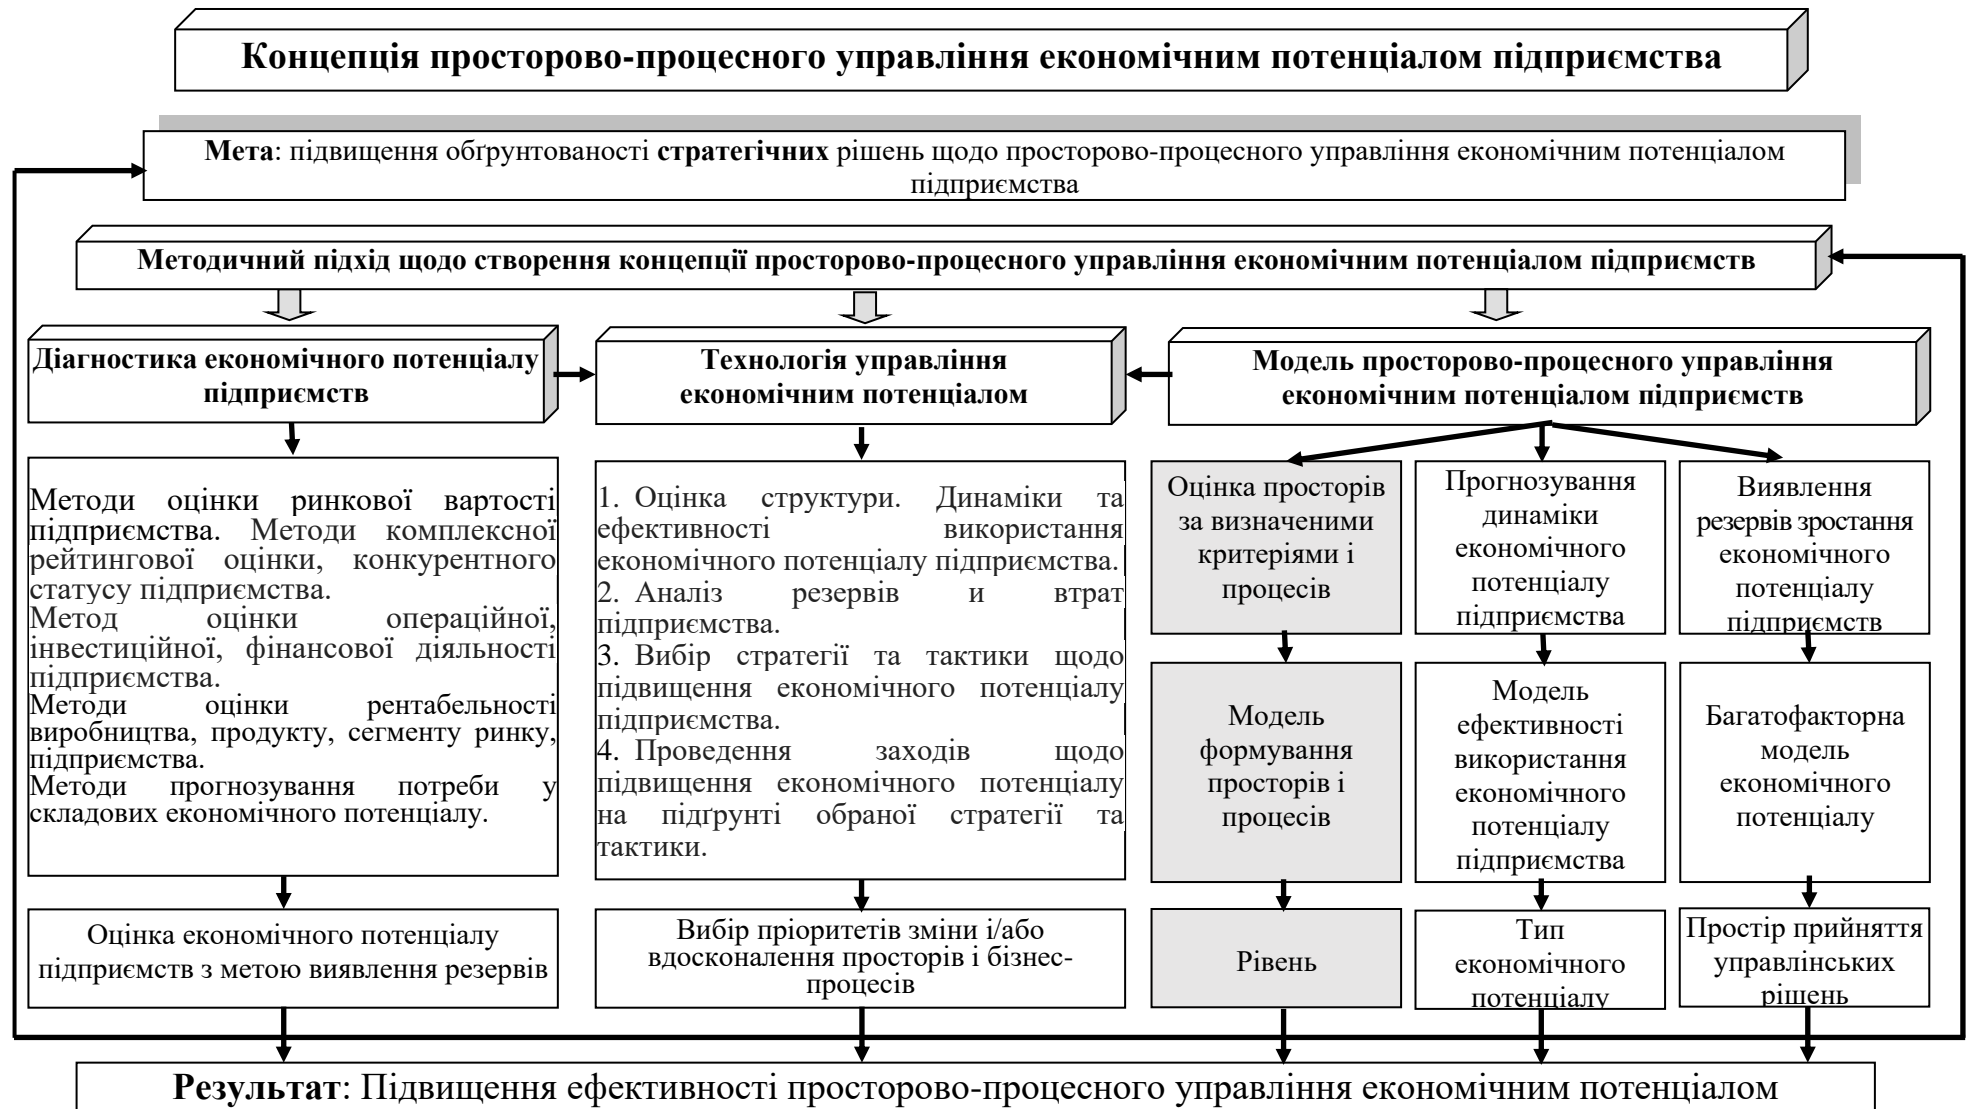 Концепція просторово-процесного управління економічним потенціалом підприємства
Мета: підвищення обґрунтованості стратегічних рішень щодо просторово-процесного управління економічним потенціалом
підприємства
Методичний підхід щодо створення концепції просторово-процесного управління економічним потенціалом підприємств
Діагностика економічного потенціалу
підприємств
Технологія управління
економічним потенціалом
Модель просторово-процесного управління
економічним потенціалом підприємств
Методи оцінки ринкової вартості
підприємства. Методи комплексної
рейтингової оцінки, конкурентного
статусу підприємства.
Метод оцінки операційної,
інвестиційної, фінансової діяльності
підприємства.
Методи оцінки рентабельності
виробництва, продукту, сегменту ринку,
підприємства.
Методи прогнозування потреби у
складових економічного потенціалу.
1. Оцінка структури. Динаміки та
ефективності використання
економічного потенціалу підприємства.
2. Аналіз резервів и втрат
підприємства.
3. Вибір стратегії та тактики щодо
підвищення економічного потенціалу
підприємства.
4. Проведення заходів щодо
підвищення економічного потенціалу
на підґрунті обраної стратегії та
тактики.
Оцінка просторів
за визначеними
критеріями і
процесів
Прогнозування
динаміки
економічного
потенціалу
підприємства
Виявлення
резервів зростання
економічного
потенціалу
підприємств
Модель
формування
просторів і
процесів
Модель
ефективності
використання
економічного
потенціалу
підприємства
Багатофакторна
модель
економічного
потенціалу
Оцінка економічного потенціалу
підприємств з метою виявлення резервів
Вибір пріоритетів зміни і/або
вдосконалення просторів і бізнес-
процесів
Рівень
Тип
економічного
потенціалу
Простір прийняття
управлінських
рішень
Результат: Підвищення ефективності просторово-процесного управління економічним потенціалом